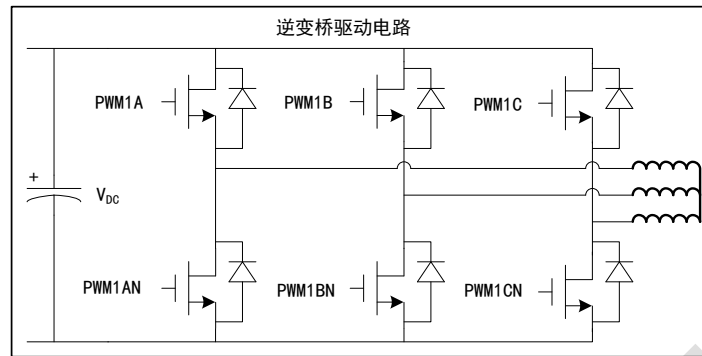 逆变桥驱动电路
PWM1A
PWM1B
PWM1C
+
VDC
PWM1AN
PWM1BN
PWM1CN